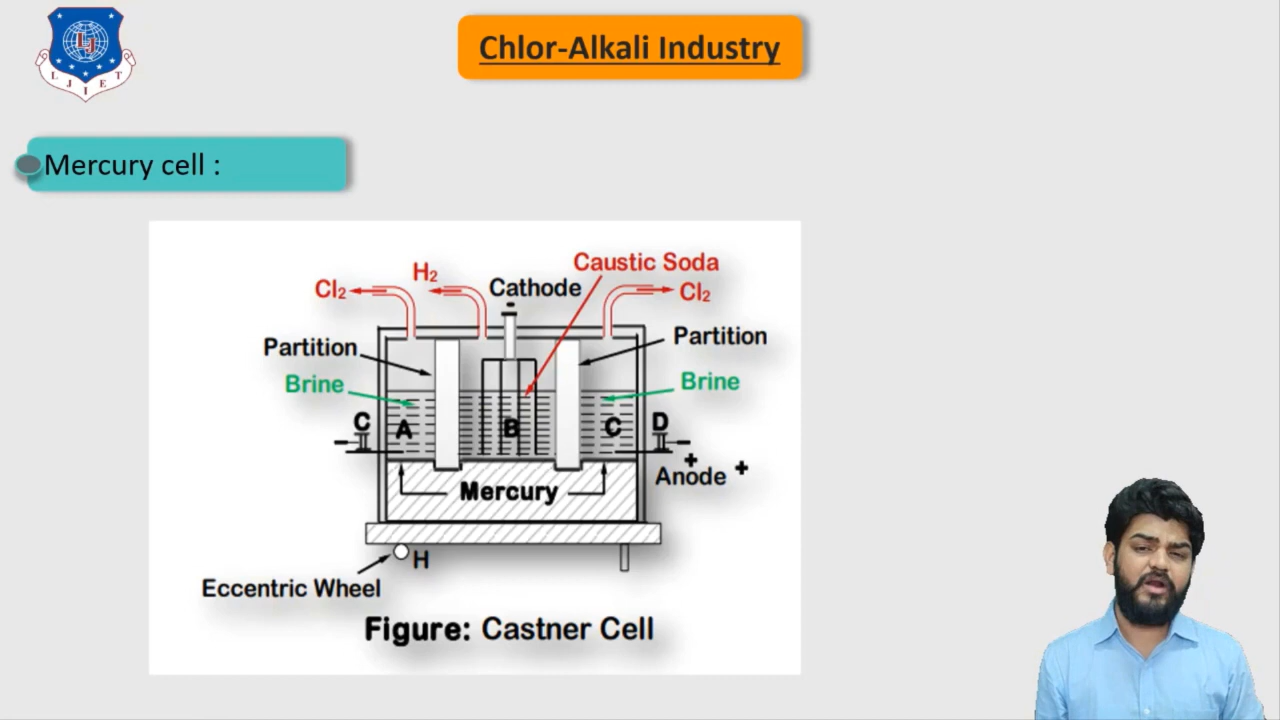 Chlor-Alkali Industry
L J I E T
Mercury cell :
Caustic Soda
H2
Cl2
Cathode
-
Cl2
Partition
Partition
Brine
Brine
C
A
B
C
D
+
Anode +
Mercury
H
Eccentric Wheel
Figure: Castner Cell